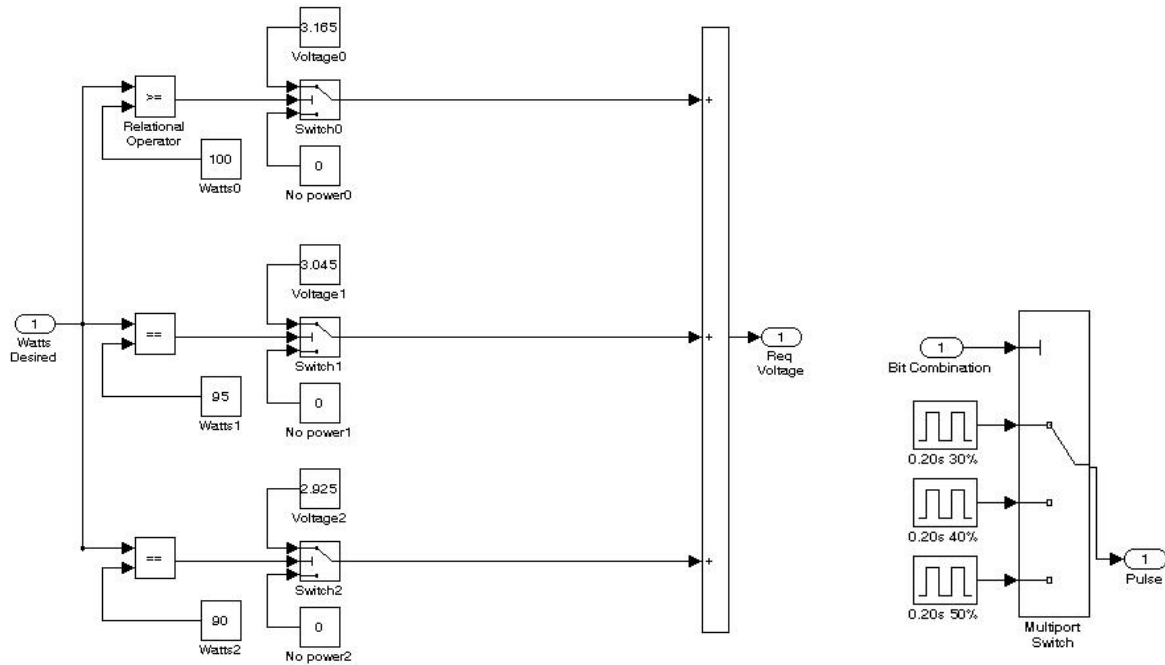 3.165
Voltage0
>=
Relational
Operator
Switch0
100
Watts0
0
No power0
+
3.045
Voltage1
1
Watts
Desired
==
Switch1
+
1
Req
Voltage
95
Watts1
0
No power1
2.925
Voltage2
==
Switch2
+
90
Watts2
0
No power2
1
Bit Combination
0.20s 30%
0.20s 40%
0.20s 50%
1
Pulse
Multiport
Switch